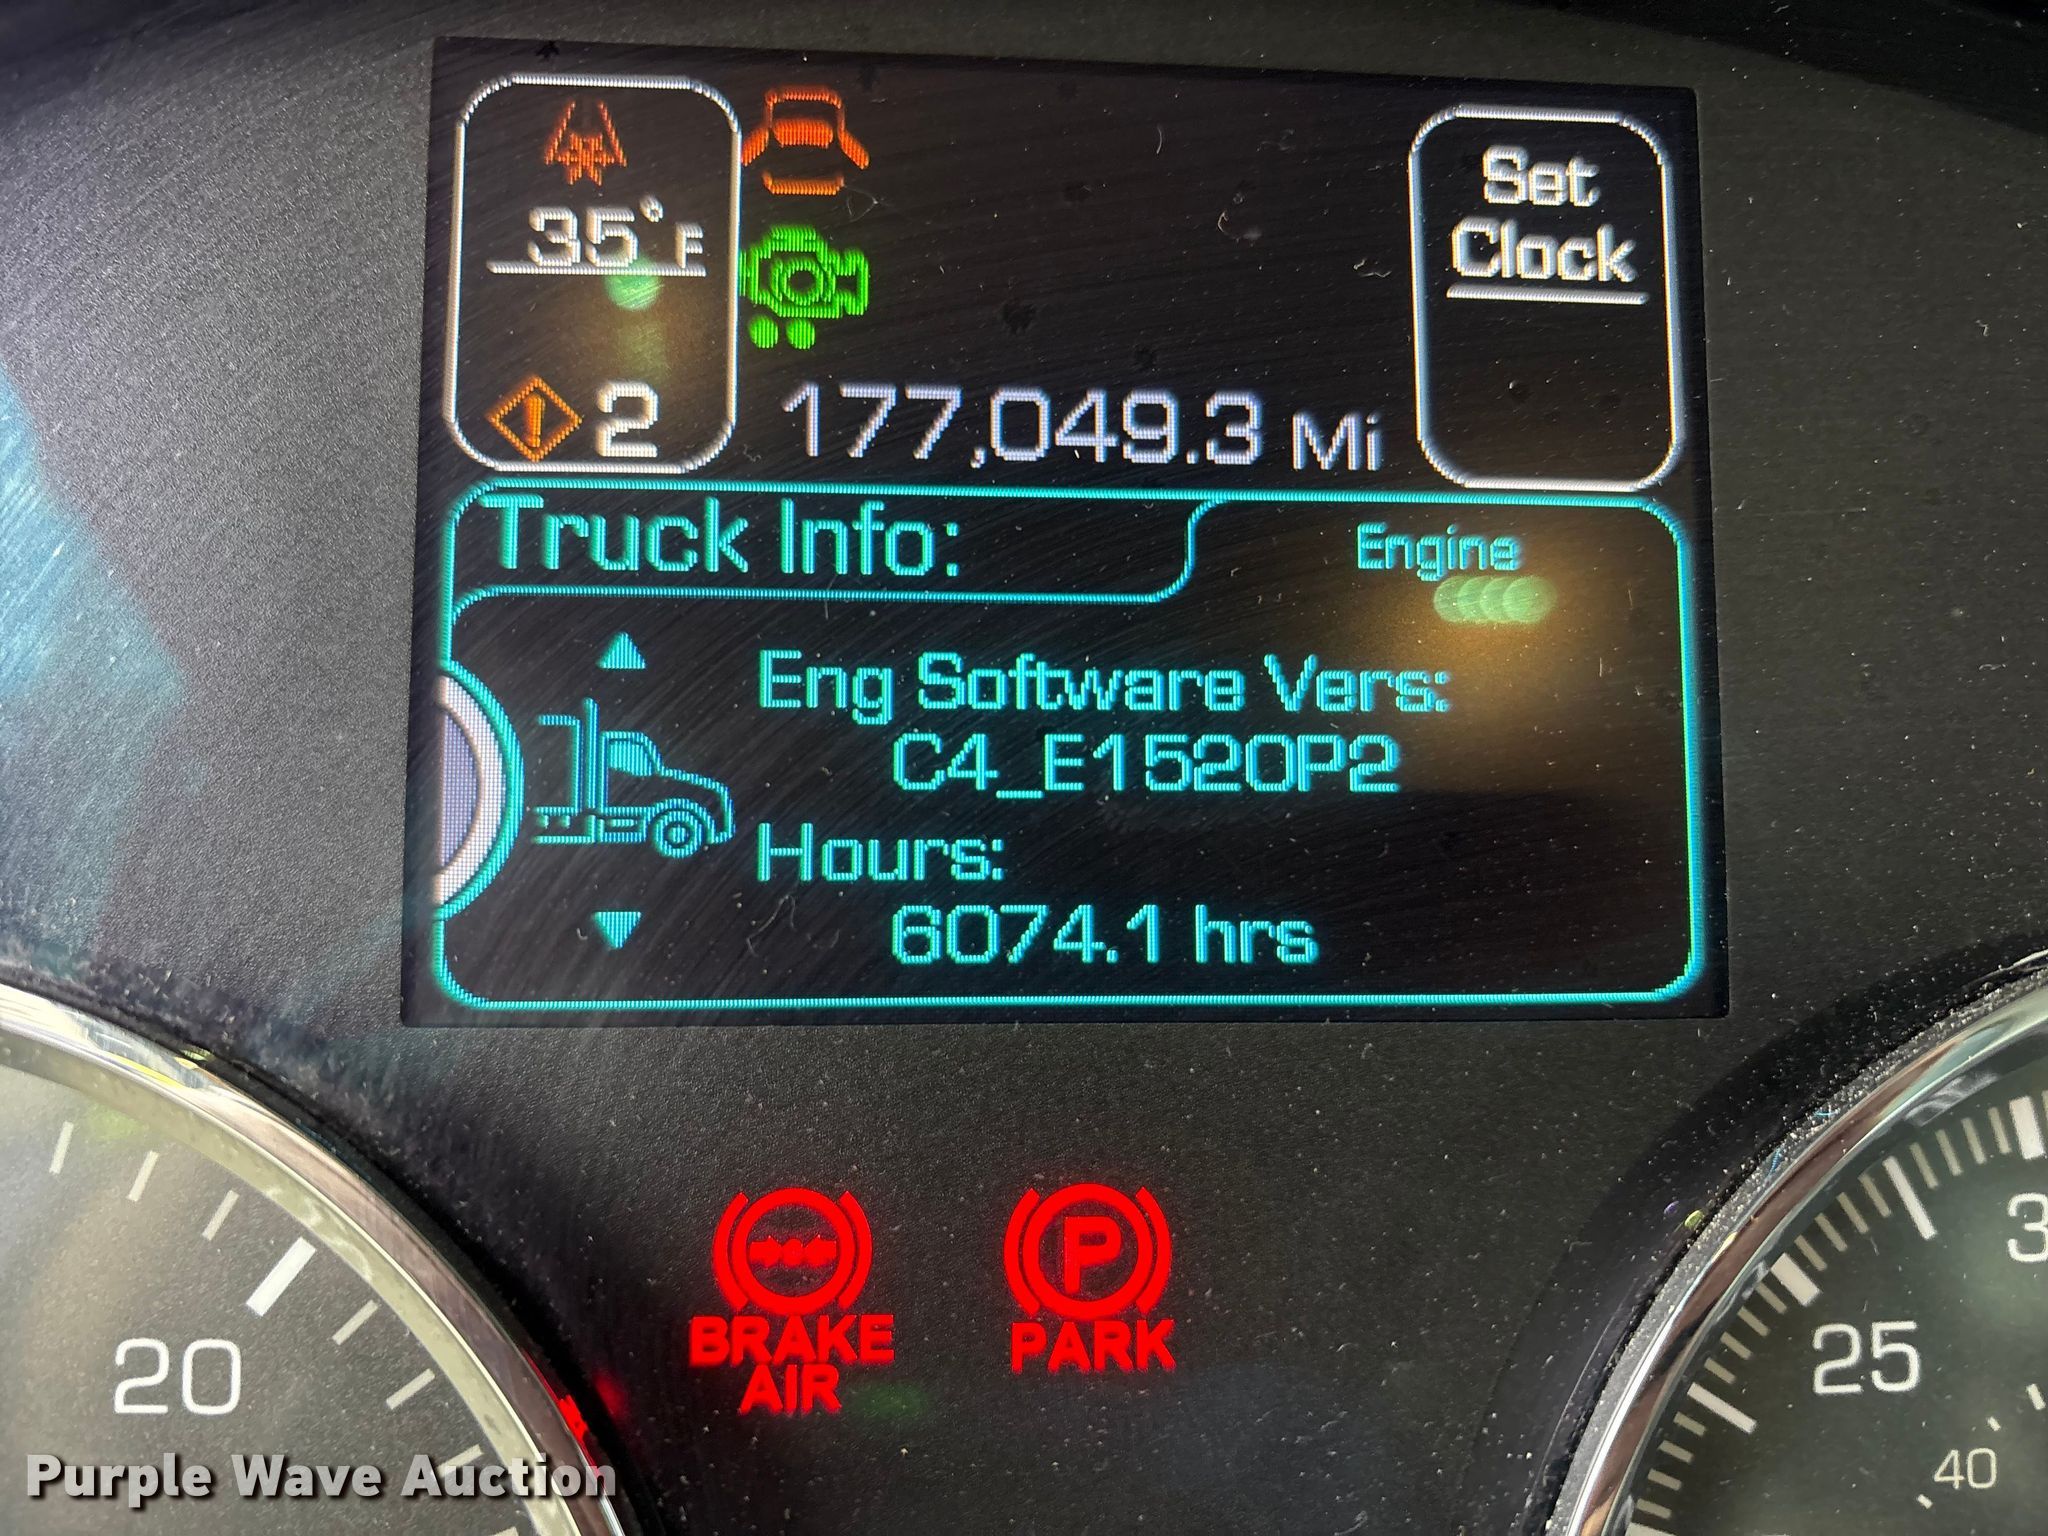 35°F
2
177,049.3 Mi
Set
Clock
Truck Info:
Engine
Eng Software Vers:
C4_E1520P2
Hours:
6074.1 hrs
P
BRAKE
AIR
PARK
20
25
40
Purple Wave Auction